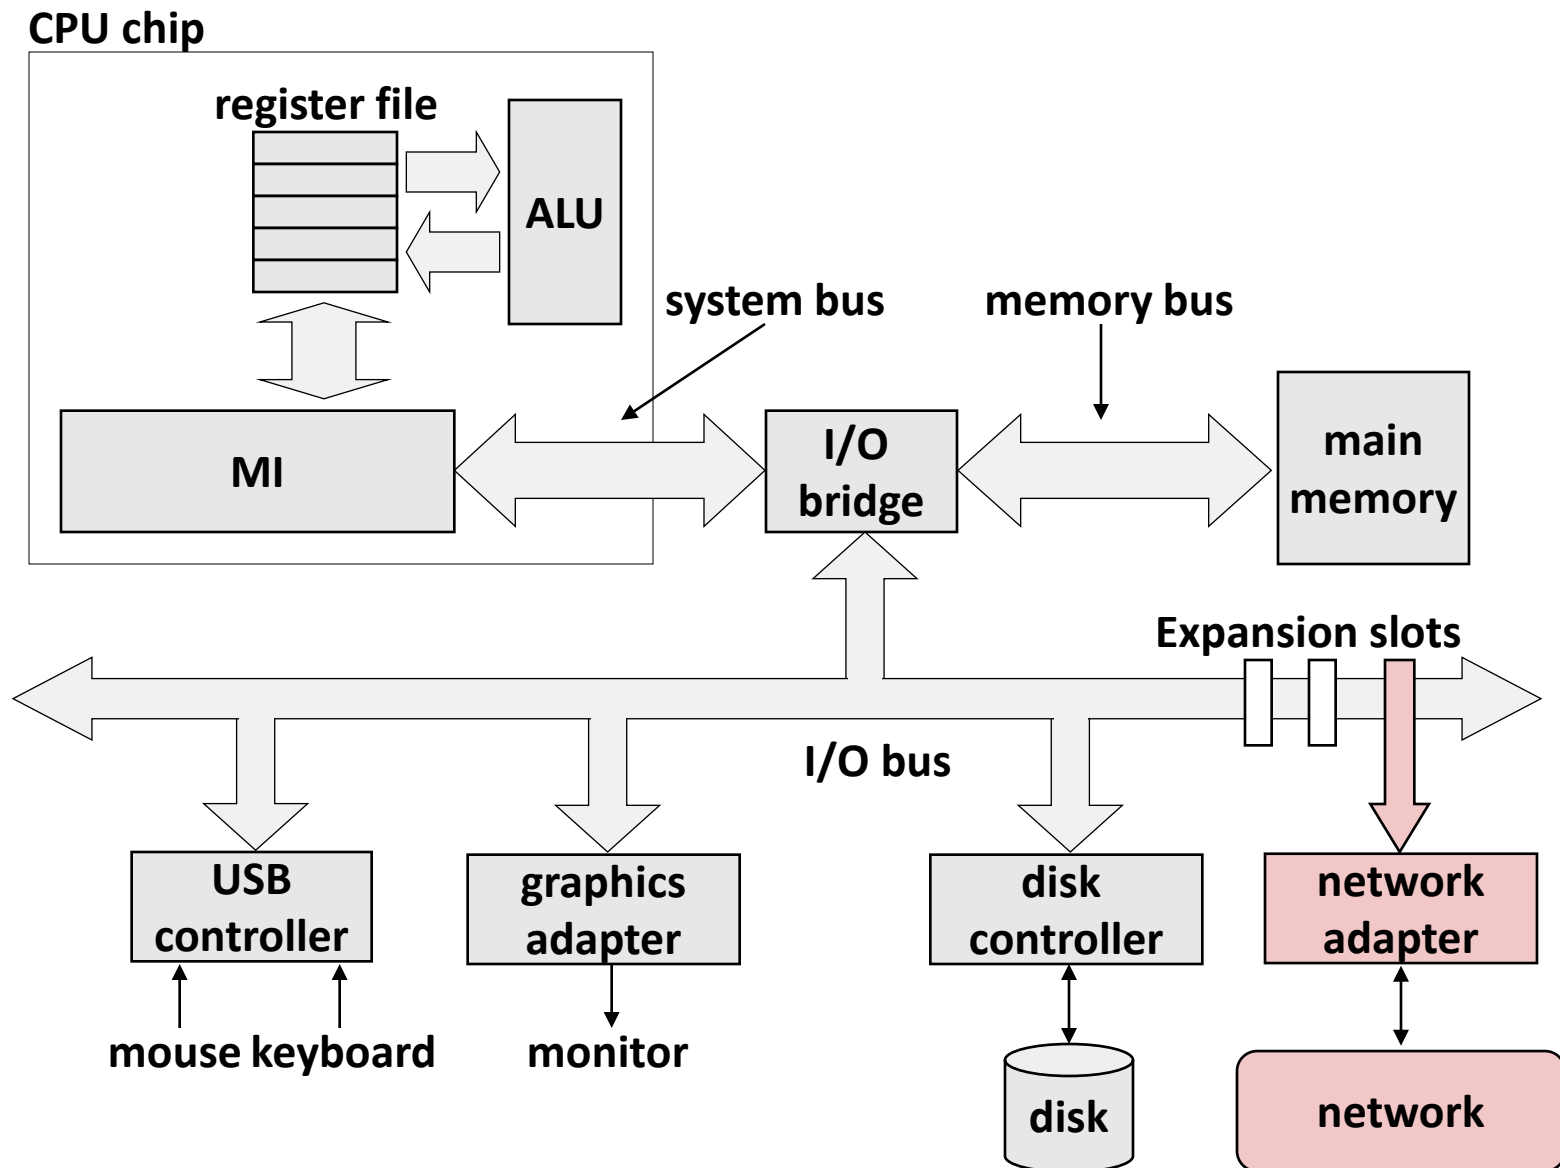 CPU chip
register file
ALU
system bus
memory bus
MI
I/O
bridge
main
memory
Expansion slots
I/O bus
USB
controller
graphics
adapter
disk
controller
network
adapter
mouse keyboard
monitor
disk
network